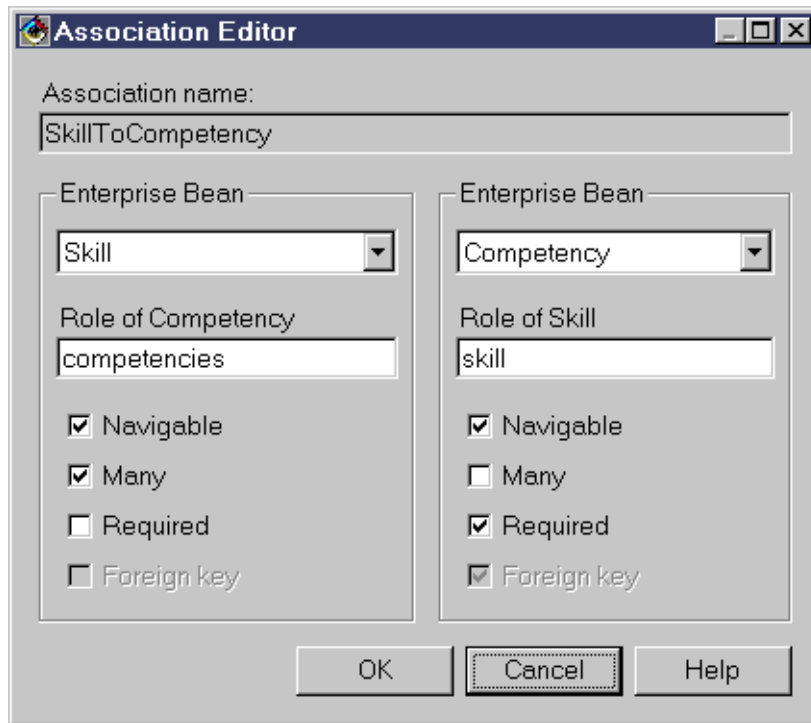 Association Editor
Association name:
SkillToCompetency
Enterprise Bean
Skill
Role of Competency
competencies
Navigable
Many
Required
Foreign key
Enterprise Bean
Competency
Role of Skill
skill
Navigable
Many
Required
Foreign key
OK
Cancel
Help